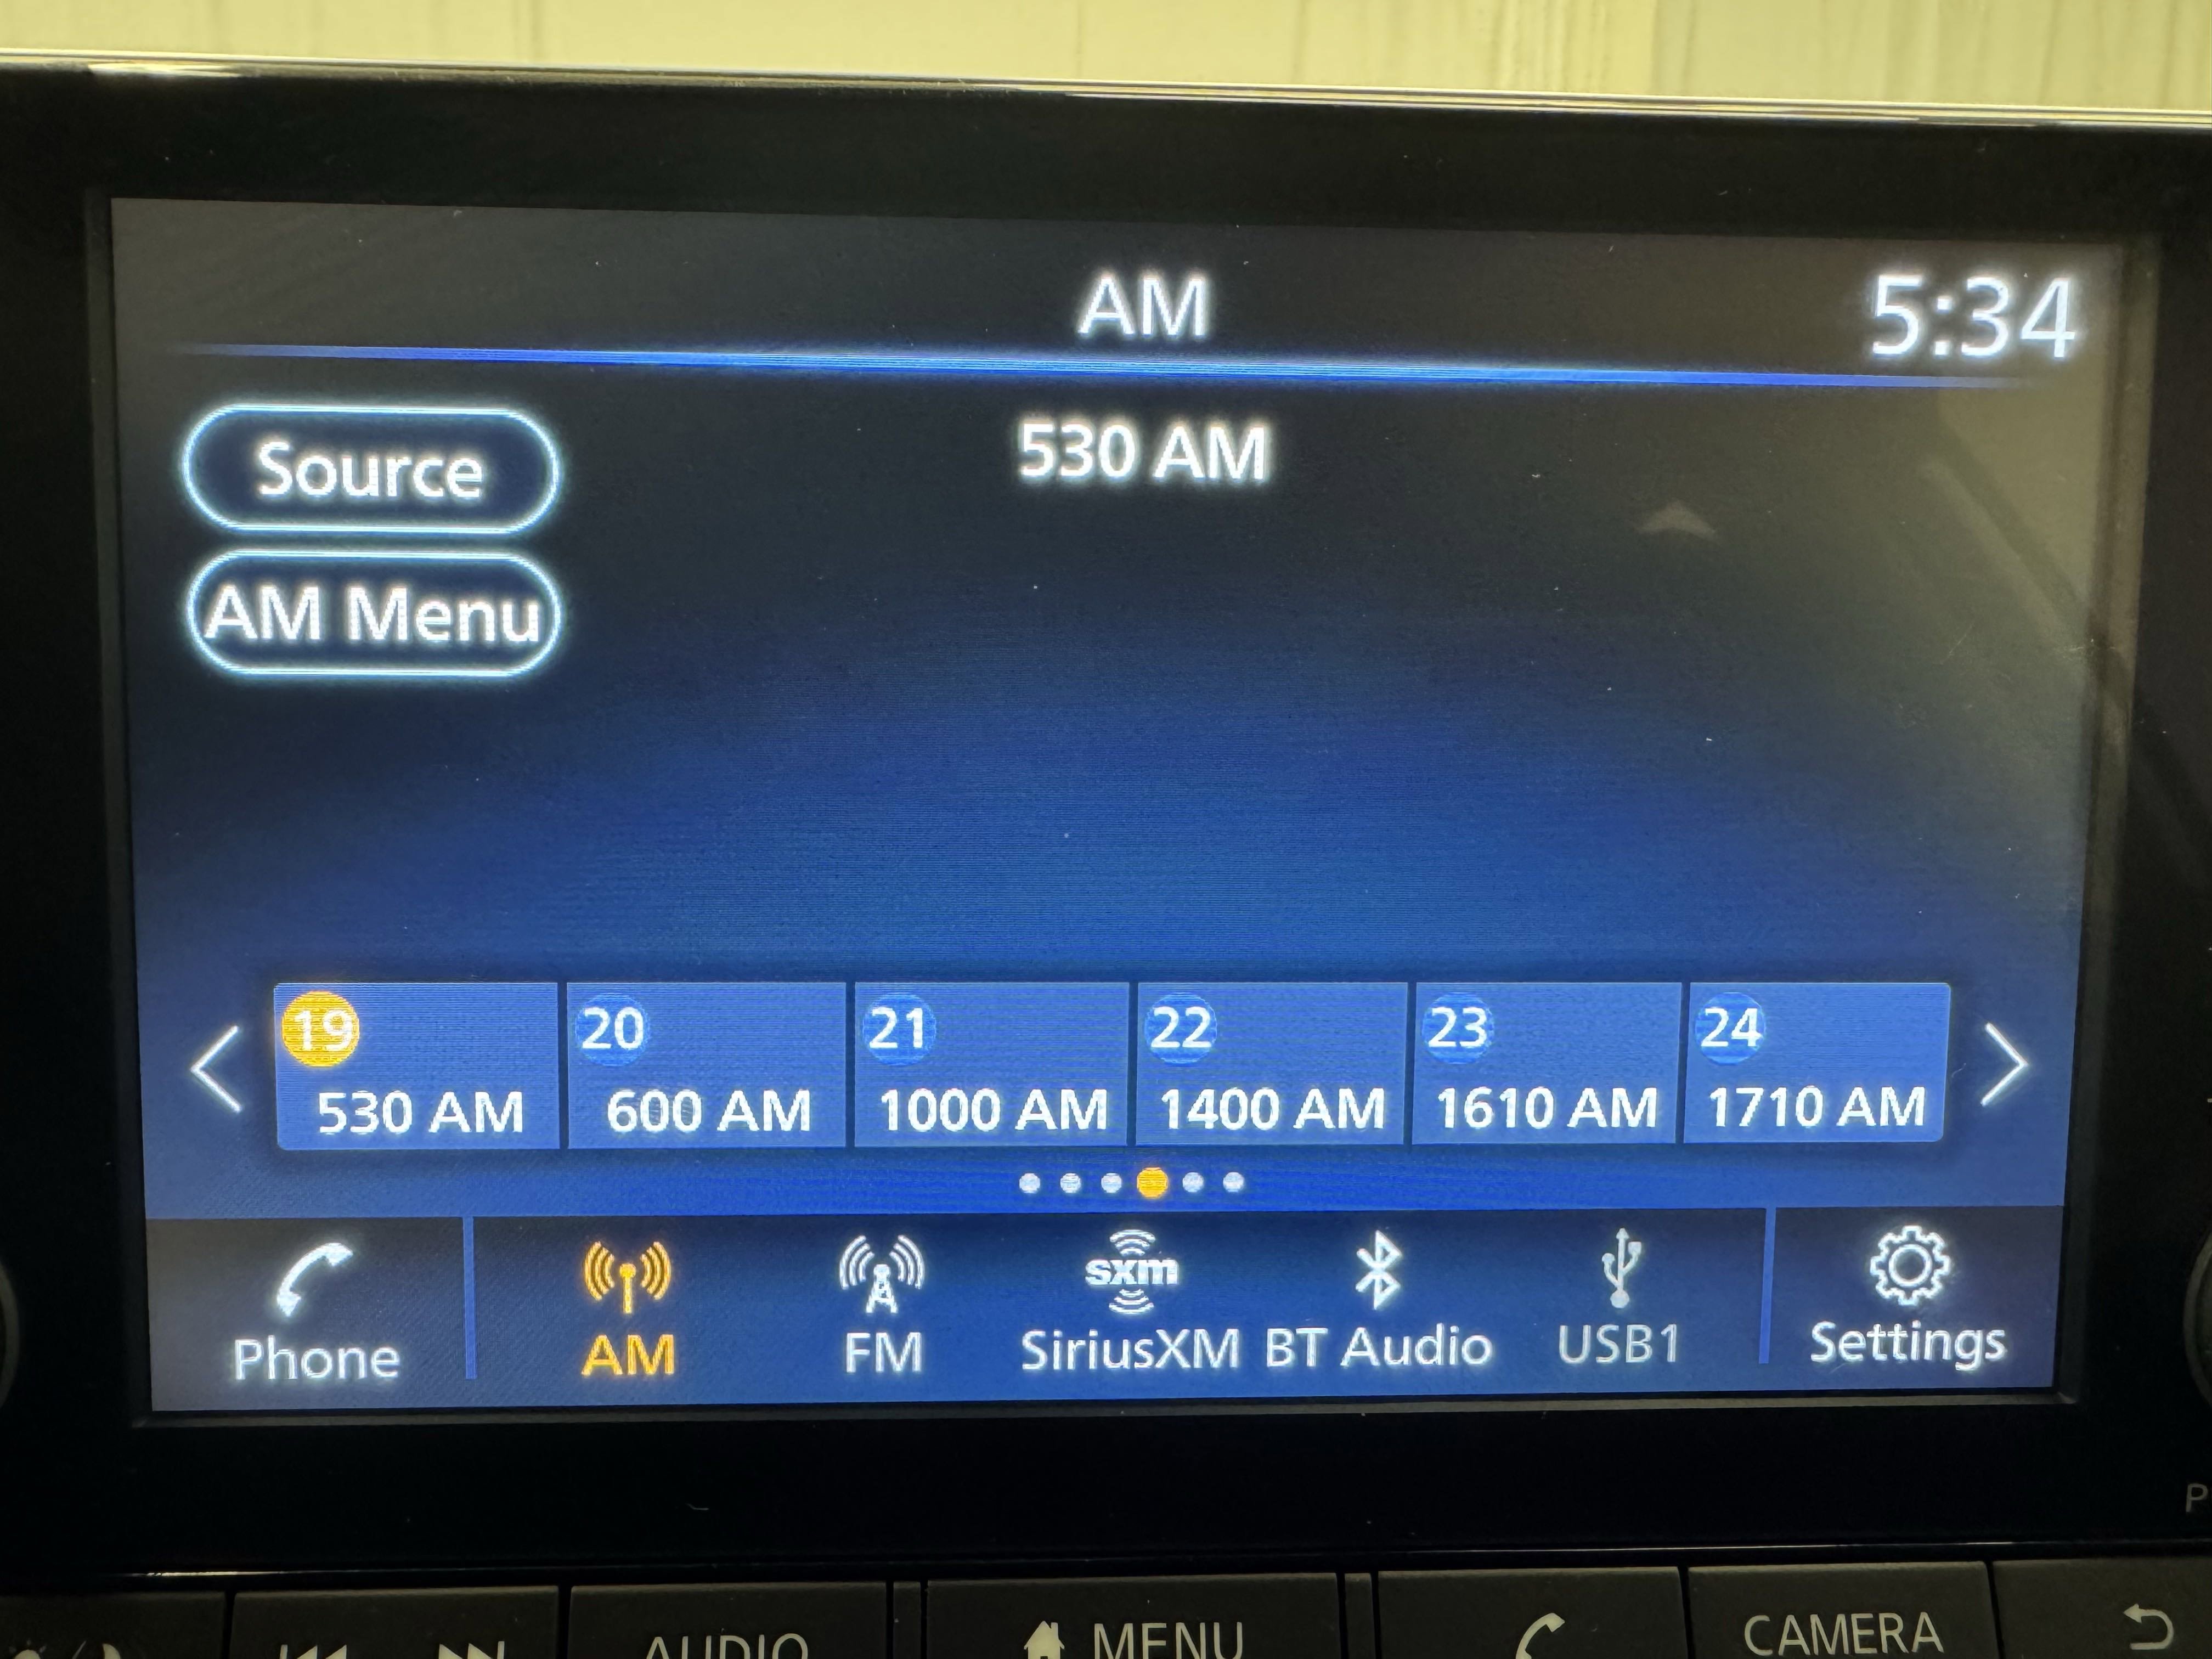 AM
5:34
Source
530 AM
AM Menu
19
20
21
22
23
24
530 AM
600 AM
1000 AM
1400 AM
1610 AM
1710 AM
sxm
Phone
AM
FM
SiriusXM
BT Audio
USB1
Settings
P
AUDIO
MENU
CAMERA